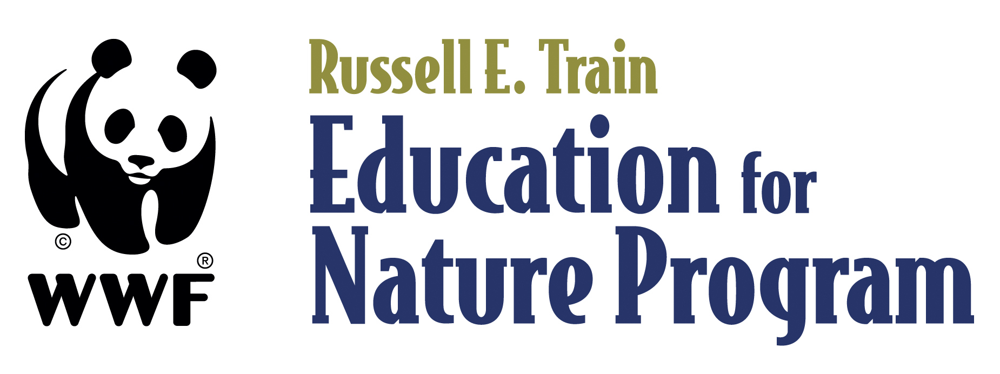 ©
®
WWF
Russell E. Train
Education for
Nature Program